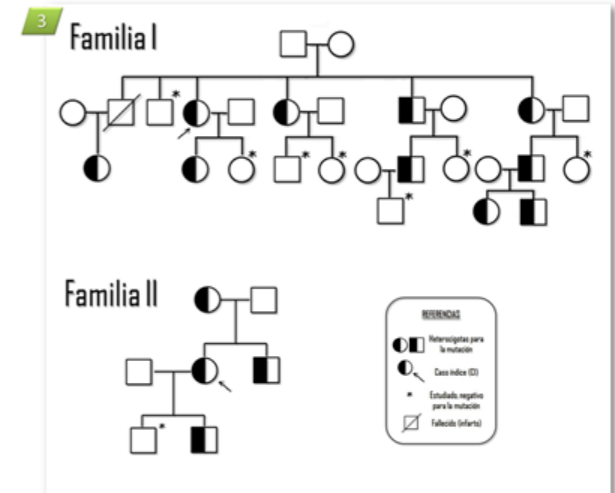 3
Familia I
*
*
*
*
*
*
*
Familia II
*
REFERENCIAS
Heterocigotas para
la mutación
Caso índice (CI)
* Estudiado, negativo
para la mutación
Fallecido (infarto)